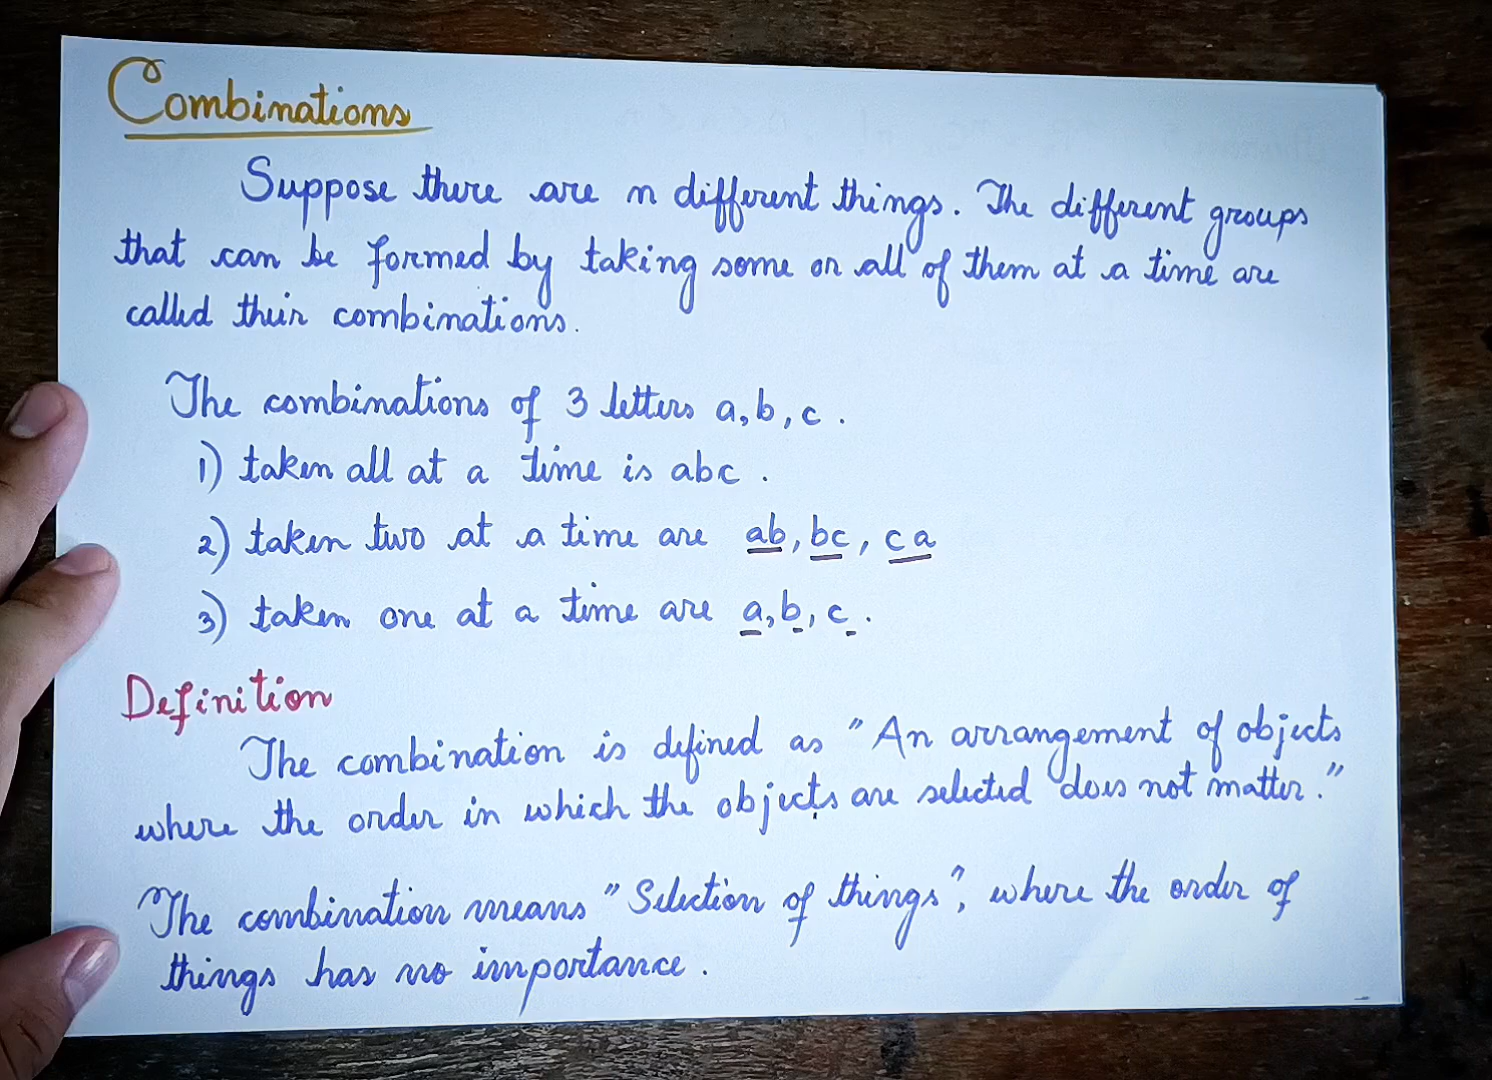 Combinations
Suppose there are n different things. The different groups
that can be formed by taking some or all of them at a time are
called their combinations.
The combinations of 3 letters a, b, c .
1) taken all at a time is abc .
2) taken two at a time are ab, bc, ca
3) taken one at a time are a, b, c .
Definition
The combination is defined as "An arrangement of objects
where the order in which the objects are selected does not matter."
The combination means "Selection of things", where the order of
things has no importance .